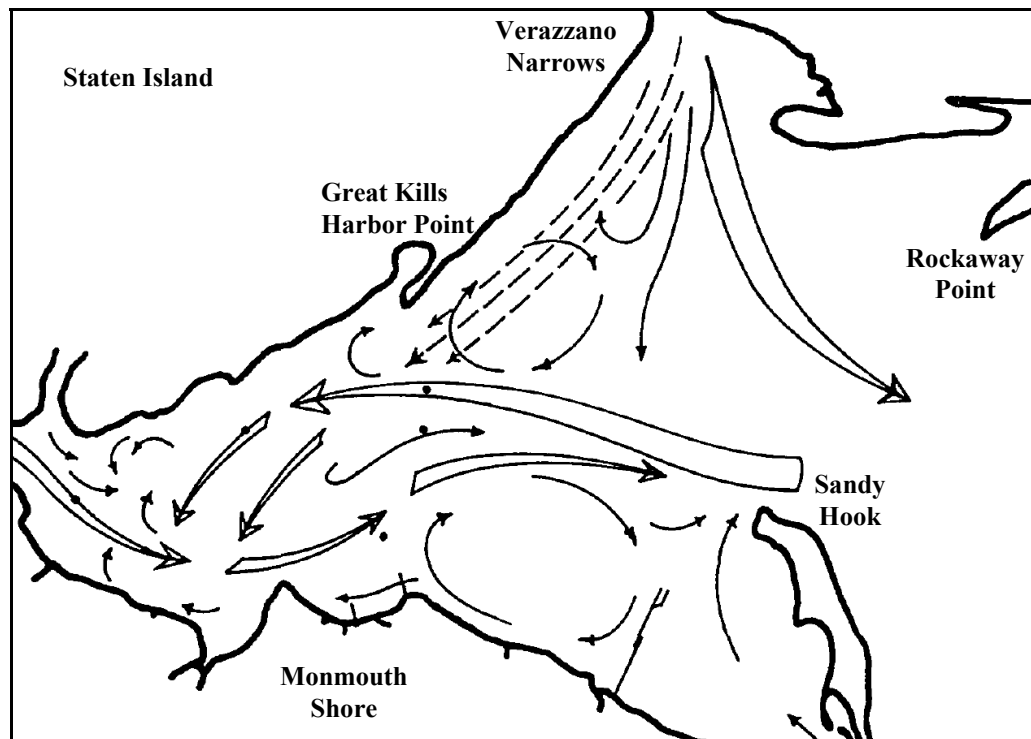 Verazzano
Narrows
Staten Island
Great Kills
Harbor Point
Rockaway
Point
Sandy
Hook
Monmouth
Shore